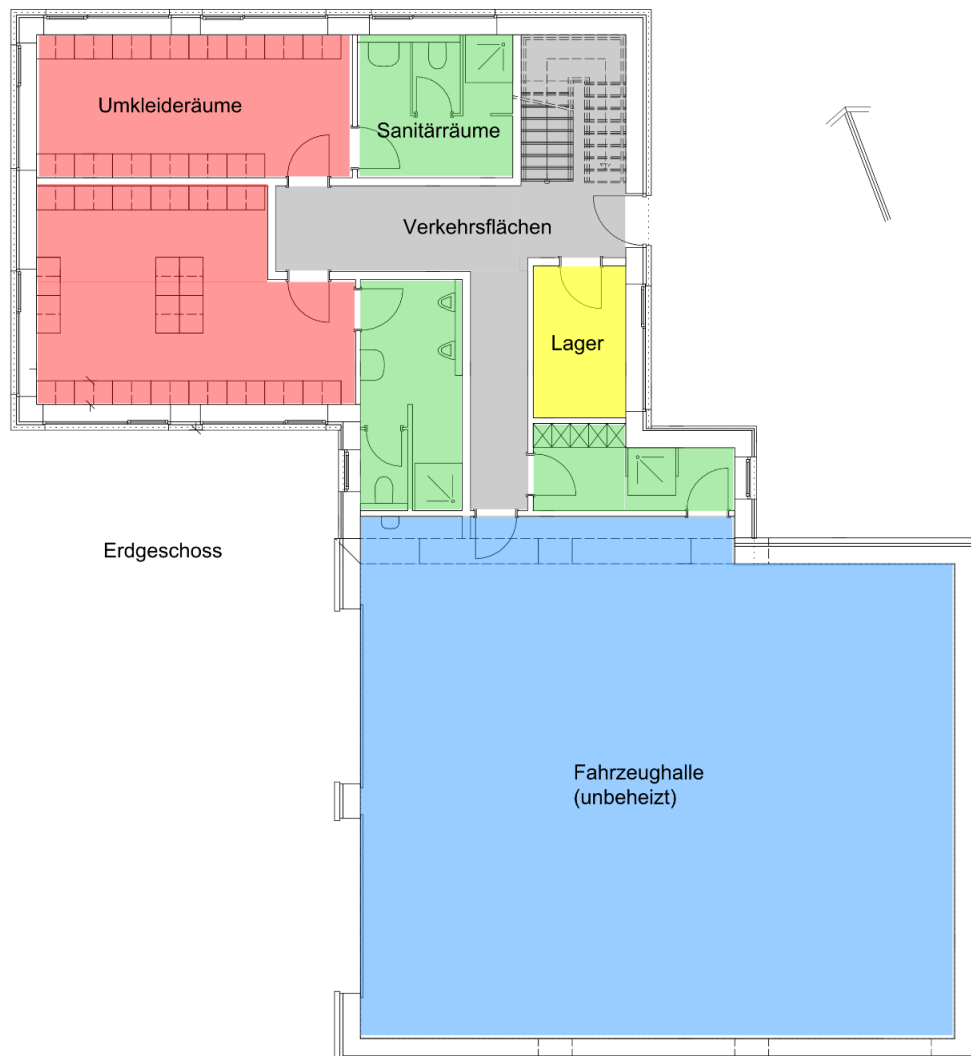 Umkleideräume
Sanitärräume
Verkehrsflächen
Lager
Erdgeschoss
Fahrzeughalle
(unbeheizt)